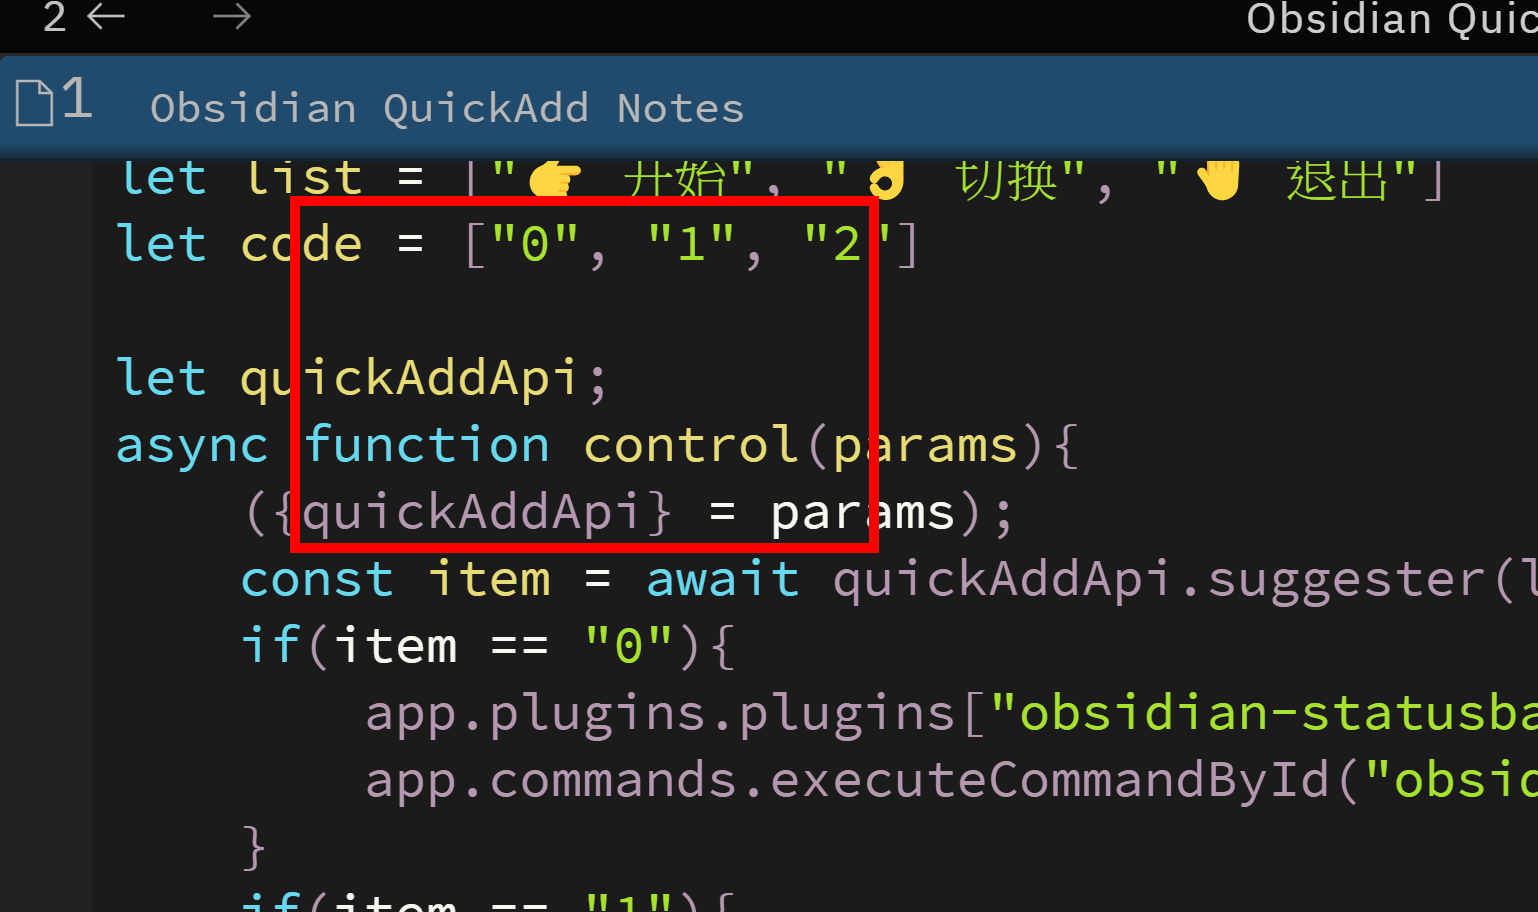 2 ← →
Obsidian Quic
1 Obsidian QuickAdd Notes
let list = ["👉 开始", "👌 切换", "🤚 退出"]
let code = ["0", "1", "2"]
let quickAddApi;
async function control(params){
({quickAddApi} = params);
const item = await quickAddApi.suggester(l
if(item == "0"){
app.plugins.plugins["obsidian-statusba
app.commands.executeCommandById("obsid
}
if(item == "1"){